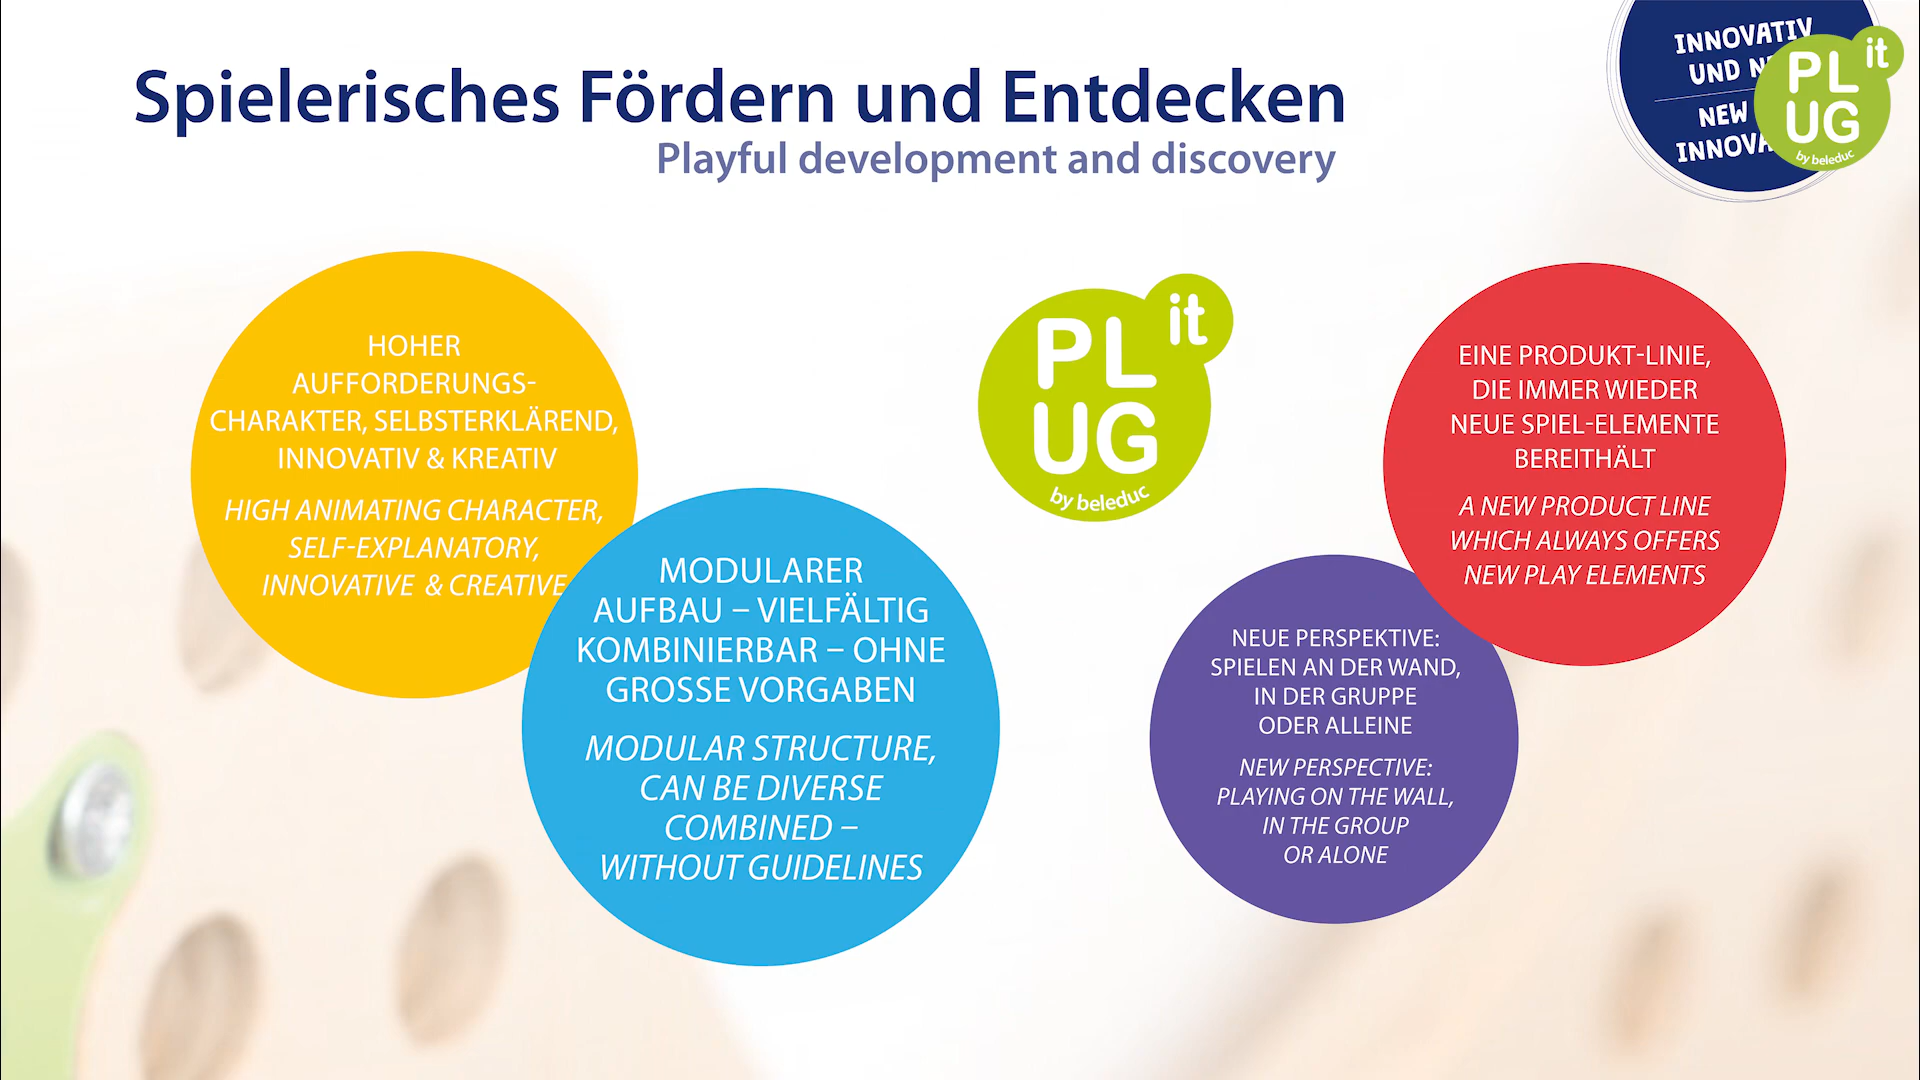 Spielerisches Fördern und Entdecken
Playful development and discovery
INNOVATIV
UND
NEW
PL it
UG
by beleduc
HOHER
AUFFORDERUNGS-
CHARAKTER, SELBSTERKLÄREND,
INNOVATIV & KREATIV
HIGH ANIMATING CHARACTER,
SELF-EXPLANATORY,
INNOVATIVE & CREATIVE
MODULARER
AUFBAU – VIELFÄLTIG
KOMBINIERBAR – OHNE
GROSSE VORGABEN
MODULAR STRUCTURE,
CAN BE DIVERSE
COMBINED –
WITHOUT GUIDELINES
PL it
UG
by beleduc
NEUE PERSPEKTIVE:
SPIELEN AN DER WAND,
IN DER GRUPPE
ODER ALLEINE
NEW PERSPECTIVE:
PLAYING ON THE WALL,
IN THE GROUP
OR ALONE
EINE PRODUKT-LINIE,
DIE IMMER WIEDER
NEUE SPIEL-ELEMENTE
BEREITHÄLT
A NEW PRODUCT LINE
WHICH ALWAYS OFFERS
NEW PLAY ELEMENTS